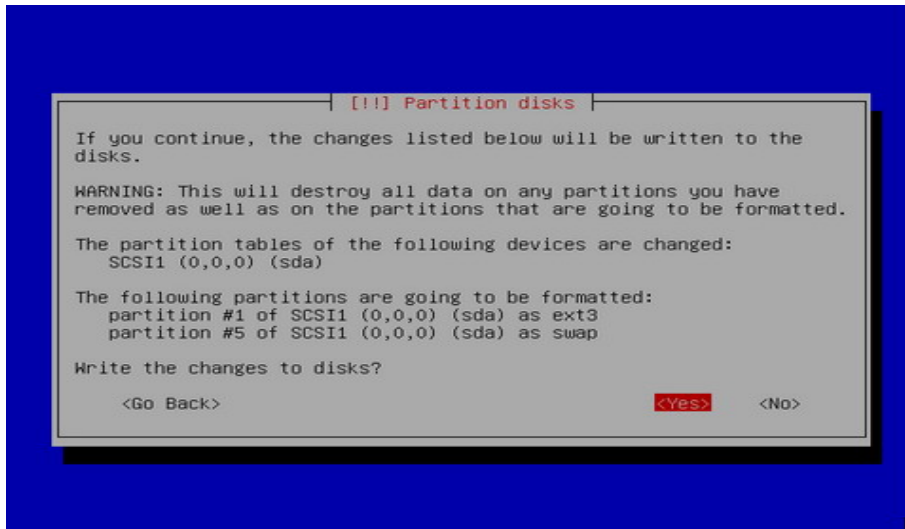 [!!] Partition disks
If you continue, the changes listed below will be written to the
disks.
WARNING: This will destroy all data on any partitions you have
removed as well as on the partitions that are going to be formatted.
The partition tables of the following devices are changed:
SCSI1 (0,0,0) (sda)
The following partitions are going to be formatted:
partition #1 of SCSI1 (0,0,0) (sda) as ext3
partition #5 of SCSI1 (0,0,0) (sda) as swap
Write the changes to disks?
<Go Back> <Yes> <No>